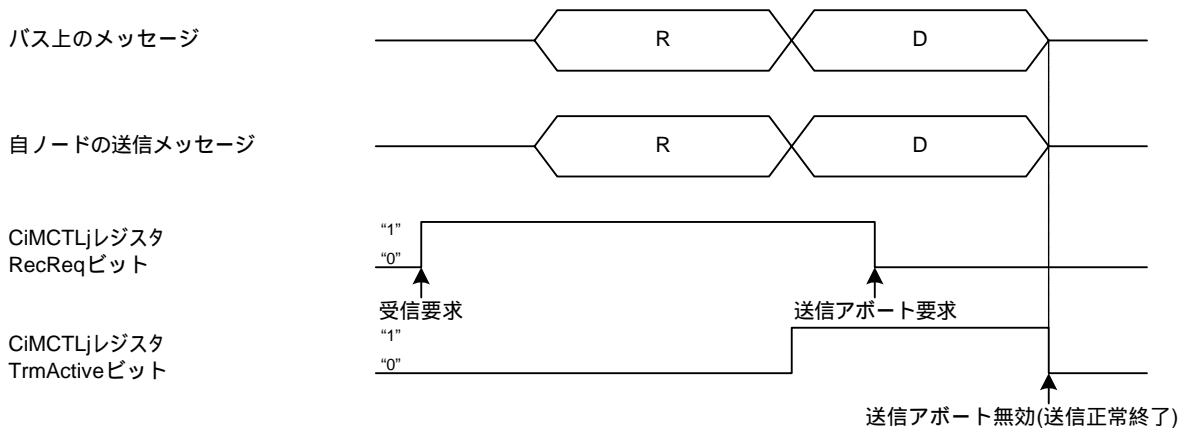 バス上のメッセージ
R
D
自ノードの送信メッセージ
R
D
CiMCTLjレジスタ
RecReqビット
“1”
“0”
受信要求
送信アボート要求
CiMCTLjレジスタ
TrmActiveビット
“1”
“0”
送信アボート無効(送信正常終了)